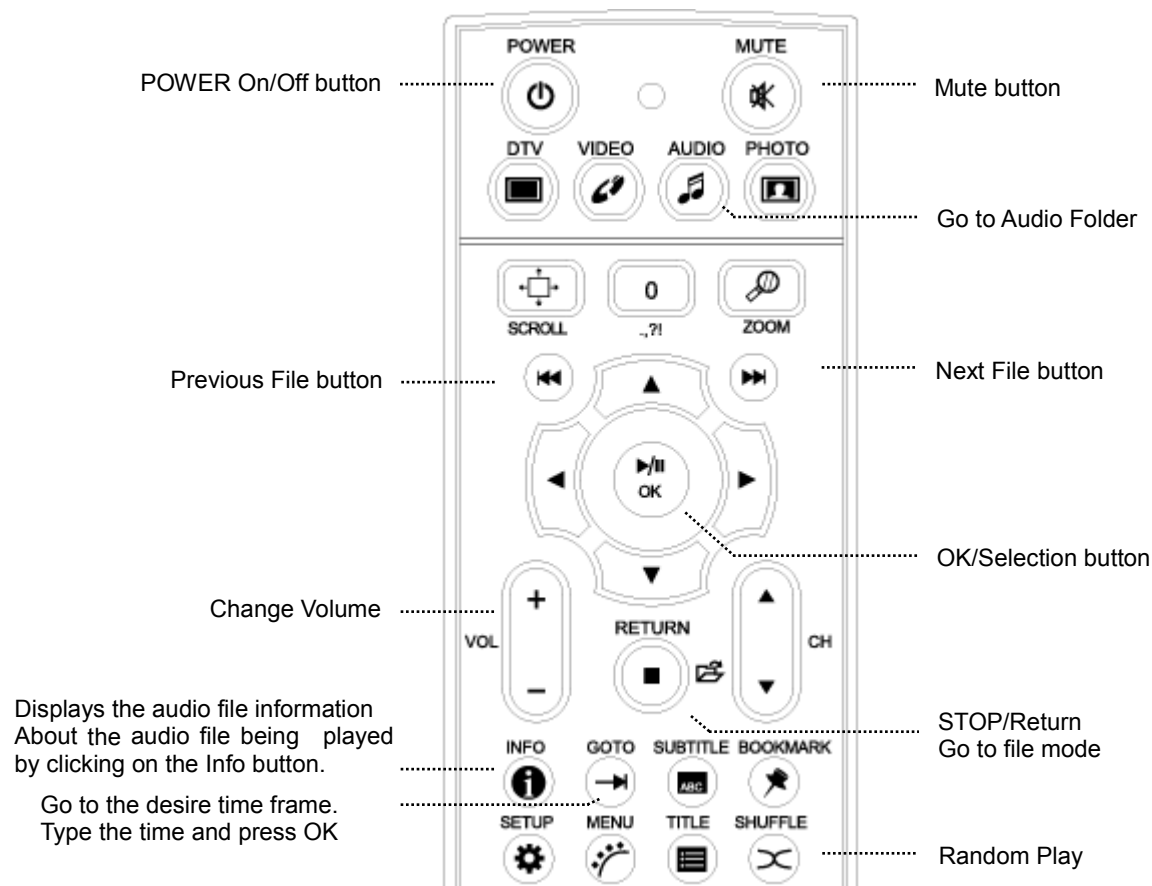 POWER
MUTE
POWER On/Off button
Mute button
DTV
VIDEO
AUDIO
PHOTO
Go to Audio Folder
0
SCROLL
.,?!
ZOOM
Previous File button
Next File button
OK
OK/Selection button
Change Volume
+
VOL
−
RETURN
CH
Displays the audio file information
About the audio file being played
by clicking on the Info button.
STOP/Return
Go to file mode
INFO
GOTO
SUBTITLE
BOOKMARK
ABC
Go to the desire time frame.
Type the time and press OK
SETUP
MENU
TITLE
SHUFFLE
Random Play